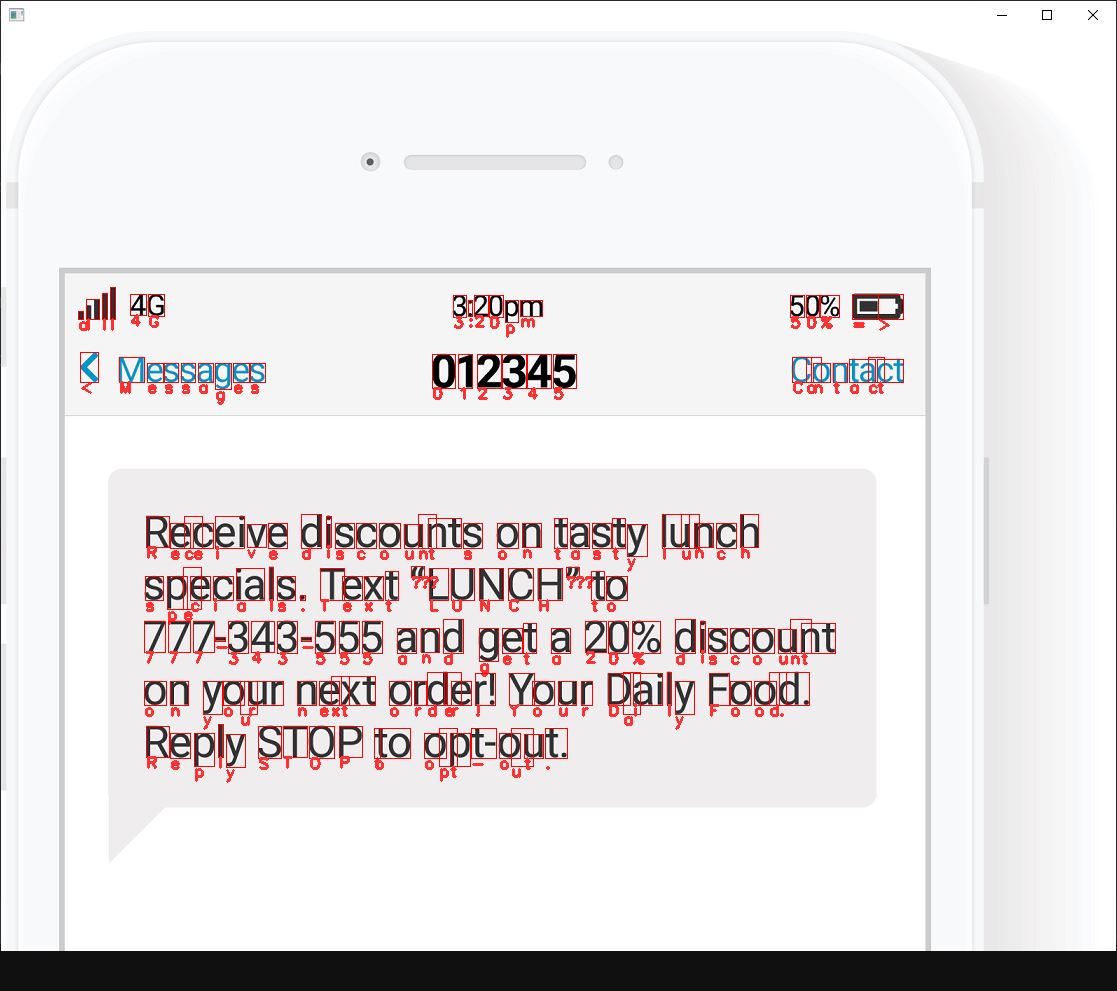 4G 3:20pm 50%
< Messages 012345 Contact
Receive discounts on tasty lunch
specials. Text “LUNCH” to
777-343-555 and get a 20% discount
on your next order! Your Daily Food.
Reply STOP to opt-out.